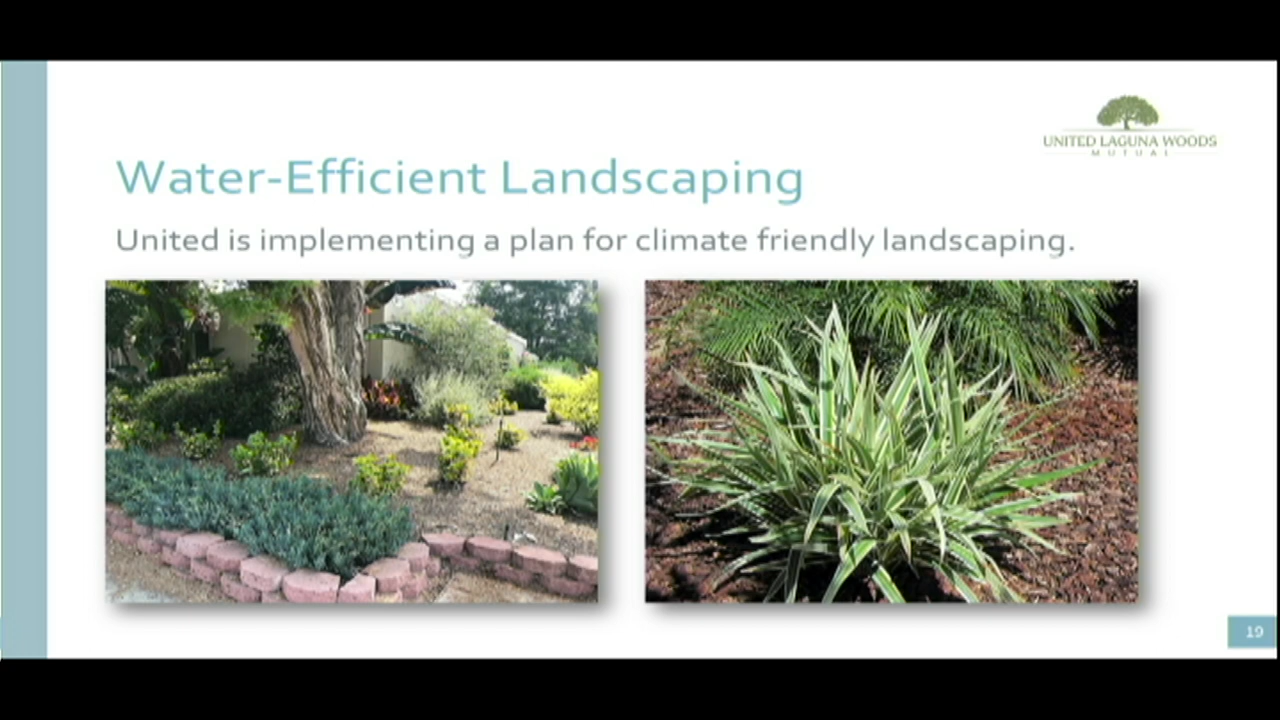 UNITED LAGUNA WOODS
MUTUAL
Water-Efficient Landscaping
United is implementing a plan for climate friendly landscaping.
19